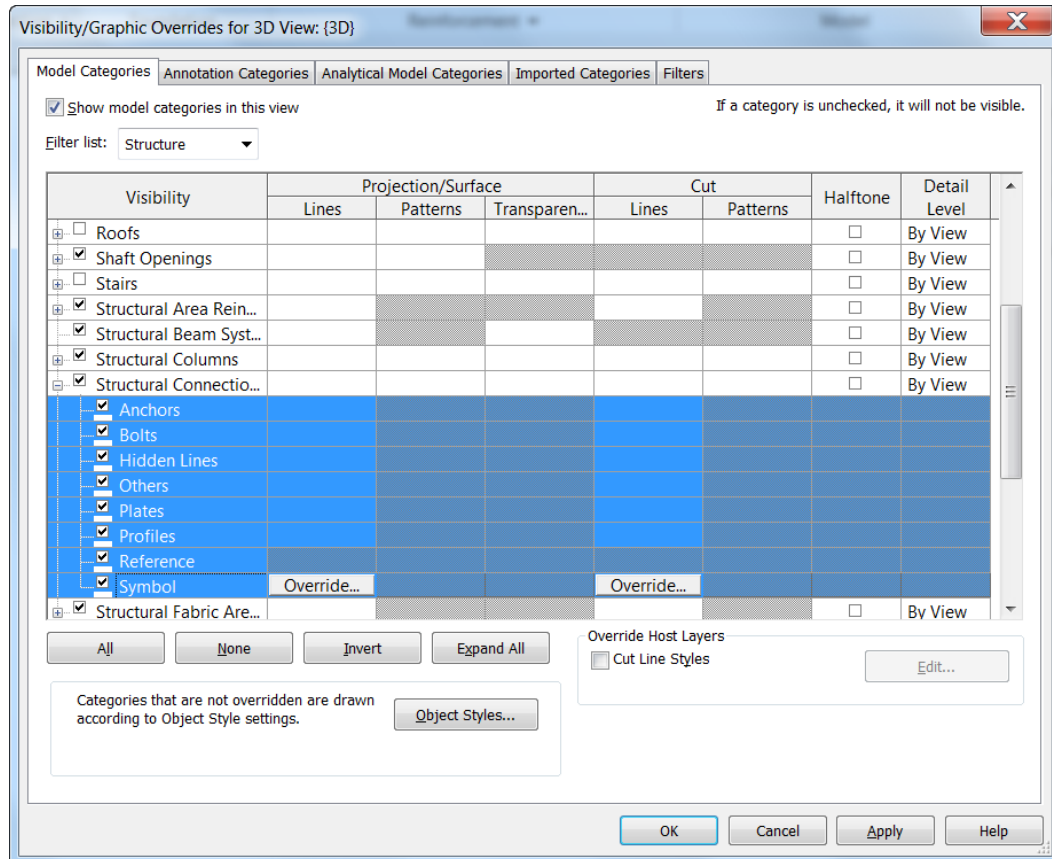 Visibility/Graphic Overrides for 3D View: {3D}
Model Categories Annotation Categories Analytical Model Categories Imported Categories Filters
Show model categories in this view If a category is unchecked, it will not be visible.
Filter list: Structure
Visibility Projection/Surface Cut Halftone Detail Level
Lines Patterns Transparen... Lines Patterns
Roofs By View
Shaft Openings By View
Stairs By View
Structural Area Rein... By View
Structural Beam Syst... By View
Structural Columns By View
Structural Connectio... By View
Anchors
Bolts
Hidden Lines
Others
Plates
Profiles
Reference
Symbol Override... Override...
Structural Fabric Are... By View
All None Invert Expand All
Override Host Layers
Cut Line Styles Edit...
Categories that are not overridden are drawn
according to Object Style settings.
Object Styles...
OK Cancel Apply Help